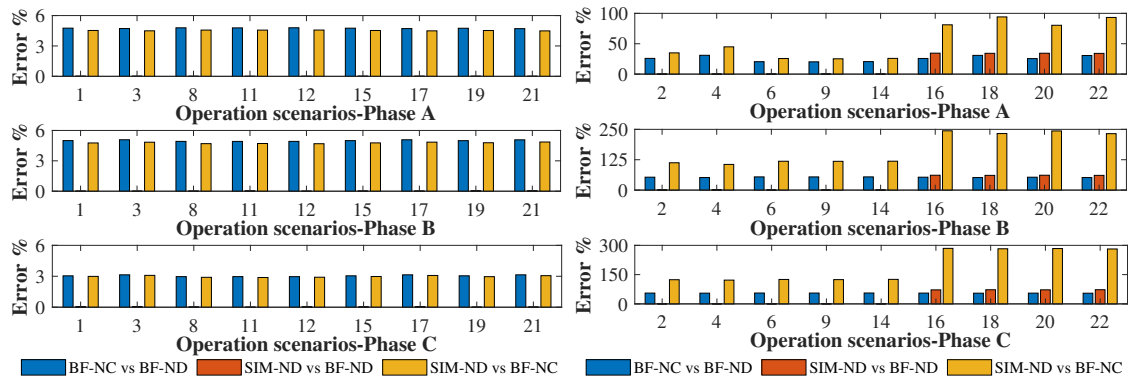 Error %
6
3
0
1 3 8 11 12 15 17 19 21
Operation scenarios-Phase A
Error %
6
3
0
1 3 8 11 12 15 17 19 21
Operation scenarios-Phase B
Error %
6
3
0
1 3 8 11 12 15 17 19 21
Operation scenarios-Phase C
BF-NC vs BF-ND SIM-ND vs BF-ND SIM-ND vs BF-NC
Error %
100
50
0
2 4 6 9 14 16 18 20 22
Operation scenarios-Phase A
Error %
250
125
0
2 4 6 9 14 16 18 20 22
Operation scenarios-Phase B
Error %
300
150
0
2 4 6 9 14 16 18 20 22
Operation scenarios-Phase C
BF-NC vs BF-ND SIM-ND vs BF-ND SIM-ND vs BF-NC